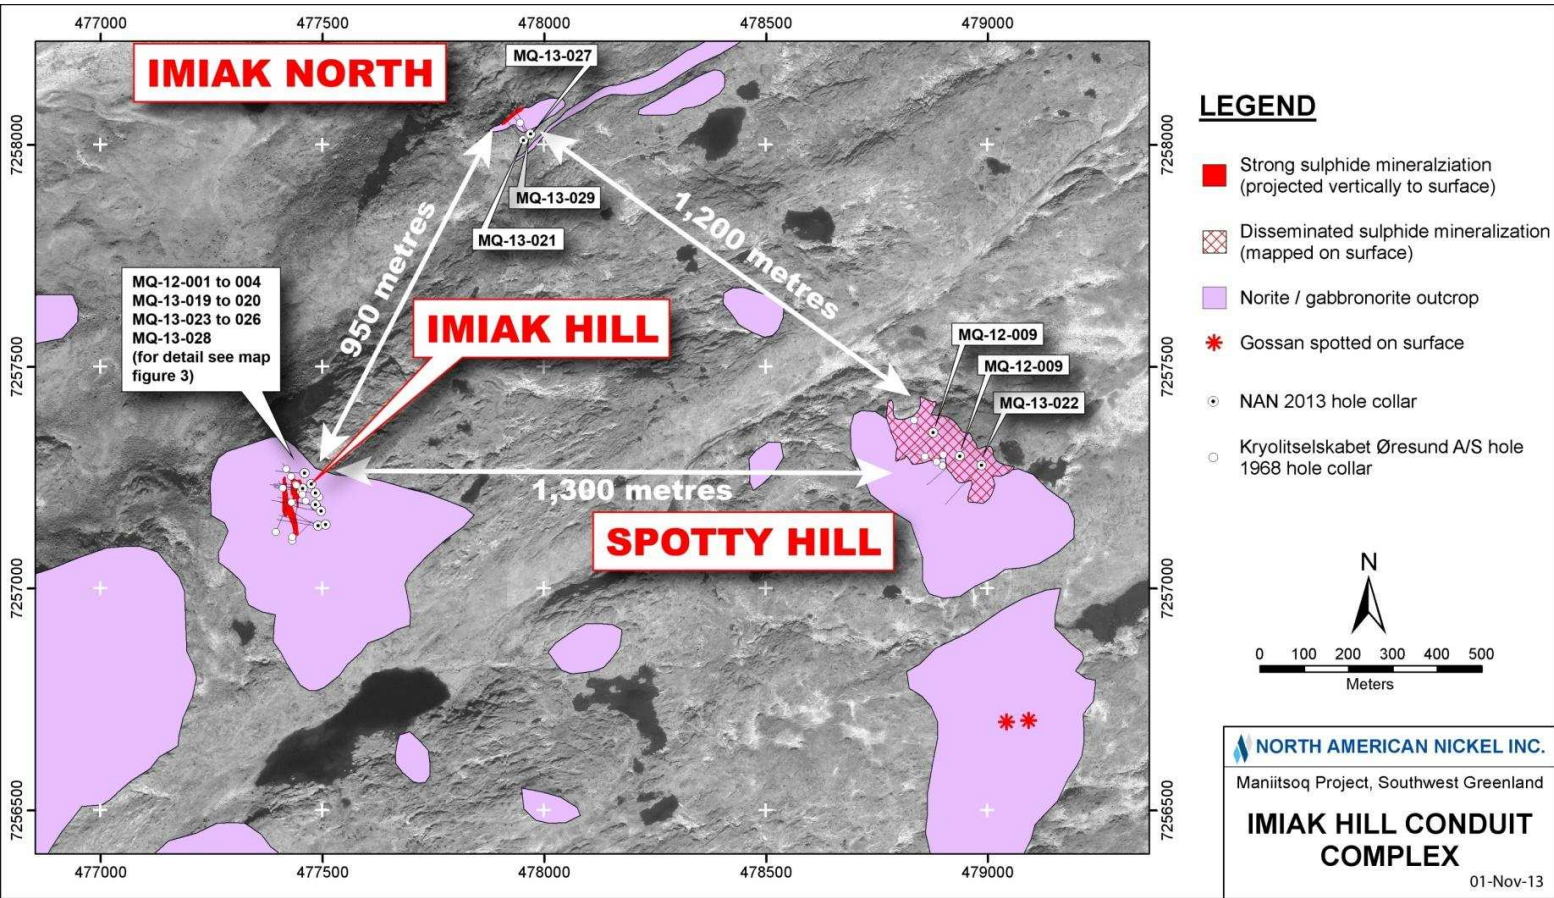 477000
477500
478000
478500
479000
IMIAK NORTH
MQ-13-027
MQ-13-029
MQ-13-021
950 metres
1,200 metres
MQ-12-001 to 004
MQ-13-019 to 020
MQ-13-023 to 026
MQ-13-028
(for detail see map
figure 3)
IMIAK HILL
MQ-12-009
MQ-12-009
MQ-13-022
1,300 metres
SPOTTY HILL
7258000
7257500
7257000
7256500
7258000
7257500
7257000
7256500
477000
477500
478000
478500
479000
LEGEND
Strong sulphide mineralziation
(projected vertically to surface)
Disseminated sulphide mineralization
(mapped on surface)
Norite / gabbronorite outcrop
Gossan spotted on surface
NAN 2013 hole collar
Kryolitselskabet Øresund A/S hole
1968 hole collar
N
0 100 200 300 400 500
Meters
NORTH AMERICAN NICKEL INC.
Maniitsoq Project, Southwest Greenland
IMIAK HILL CONDUIT
COMPLEX
01-Nov-13